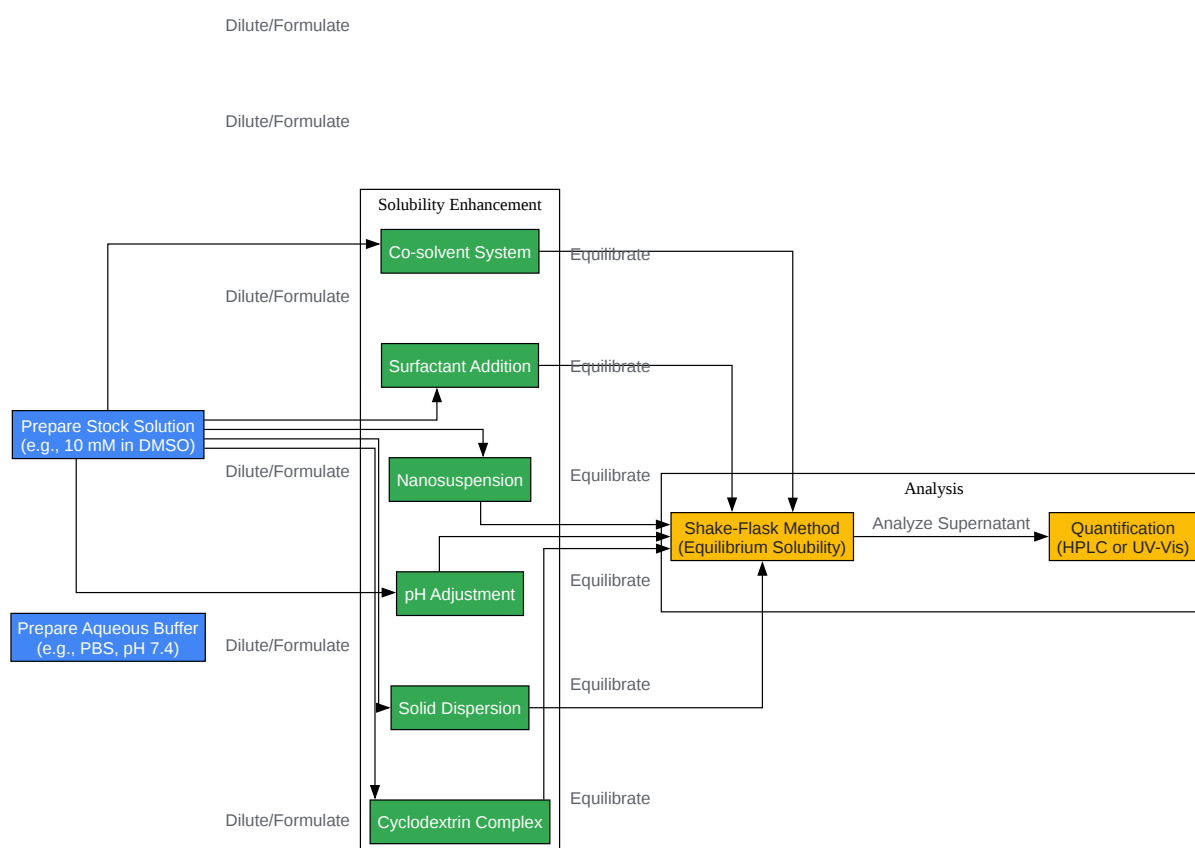 Dilute/Formulate
Dilute/Formulate
Solubility Enhancement
Co-solvent System
Equilibrate
Dilute/Formulate
Surfactant Addition
Equilibrate
Prepare Stock Solution
(e.g., 10 mM in DMSO)
Dilute/Formulate
Nanosuspension
Equilibrate
Analysis
Shake-Flask Method
(Equilibrium Solubility)
Analyze Supernatant
Quantification
(HPLC or UV-Vis)
Equilibrate
pH Adjustment
Prepare Aqueous Buffer
(e.g., PBS, pH 7.4)
Dilute/Formulate
Equilibrate
Solid Dispersion
Equilibrate
Dilute/Formulate
Cyclodextrin Complex